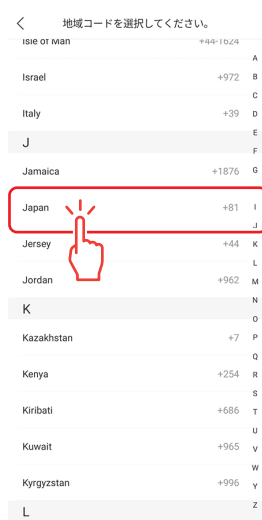 地域コードを選択してください。
Isle of Man +44-1624
Israel +972
Italy +39
J
Jamaica +1876
Japan +81
Jersey +44
Jordan +962
K
Kazakhstan +7
Kenya +254
Kiribati +686
Kuwait +965
Kyrgyzstan +996
L
A
B
C
D
E
F
G
I
J
K
L
M
N
O
P
Q
R
S
T
U
V
W
Y
Z